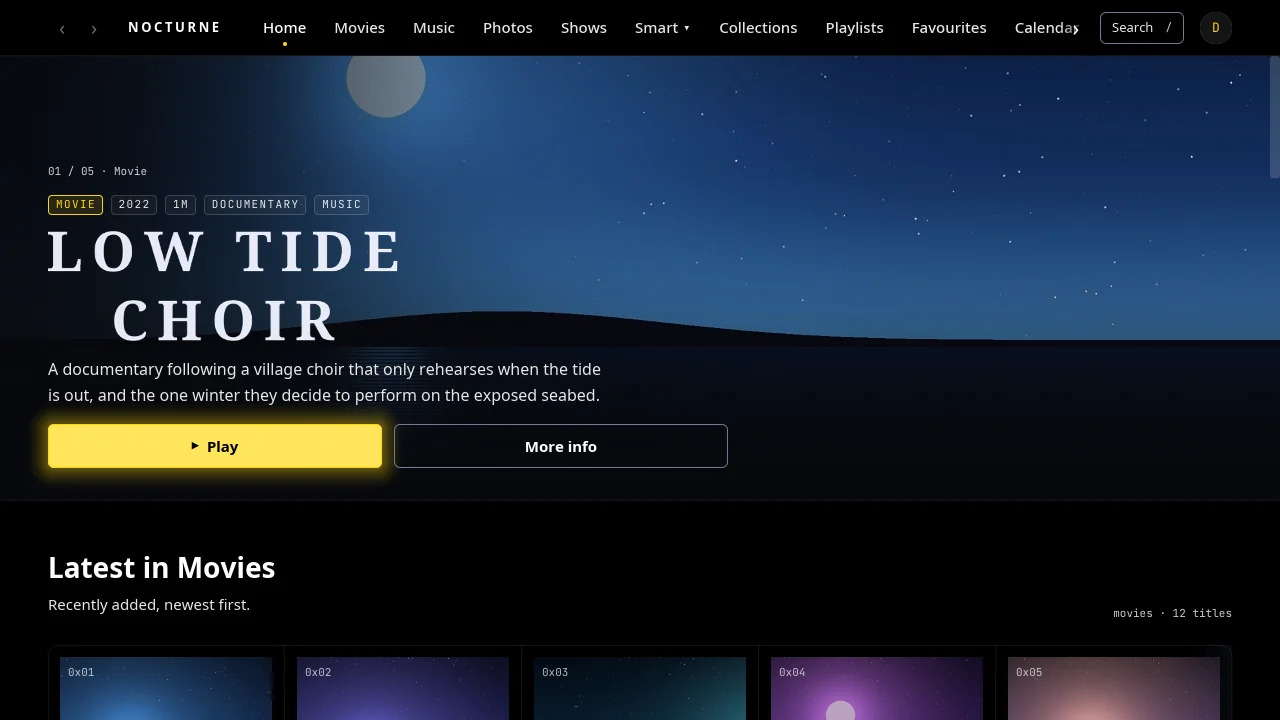 ‹ › NOCTURNE Home Movies Music Photos Shows Smart ▾ Collections Playlists Favourites › Search / D
01 / 05 · Movie
MOVIE 2022 1M DOCUMENTARY MUSIC
LOW TIDE
CHOIR
A documentary following a village choir that only rehearses when the tide
is out, and the one winter they decide to perform on the exposed seabed.
▶ Play More info
Latest in Movies
Recently added, newest first.
movies · 12 titles
0x01 0x02 0x03 0x04 0x05